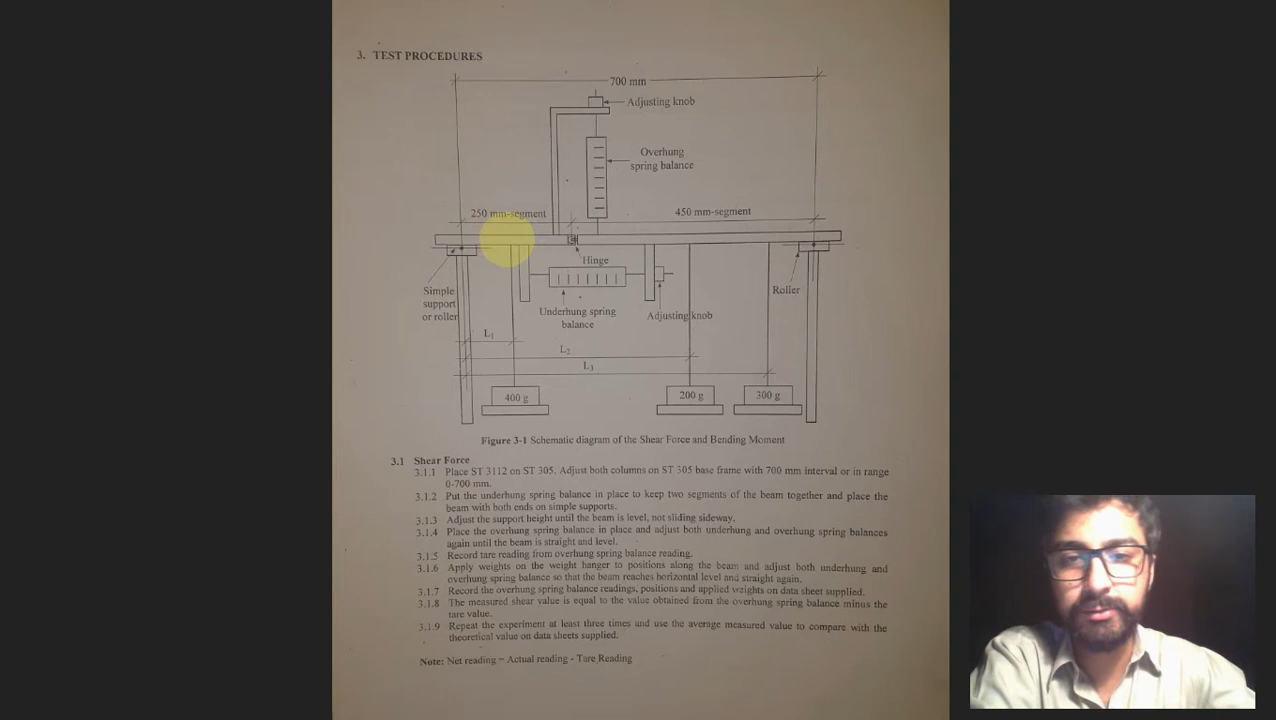 3. TEST PROCEDURES
700 mm
Adjusting knob
Overhung
spring balance
250 mm-segment
450 mm-segment
Hinge
Simple
support
or roller
Roller
Underhung spring
balance
Adjusting knob
L1
L2
L3
400 g
200 g
300 g
Figure 3-1 Schematic diagram of the Shear Force and Bending Moment
3.1 Shear Force
3.1.1 Place ST 3112 on ST 305. Adjust both columns on ST 305 base frame with 700 mm interval or in range
0-700 mm.
3.1.2 Put the underhung spring balance in place to keep two segments of the beam together and place the
beam with both ends on simple supports.
3.1.3 Adjust the support height until the beam is level, not sliding sideway.
3.1.4 Place the overhung spring balance in place and adjust both underhung and overhung spring balances
again until the beam is straight and level.
3.1.5 Record tare reading from overhung spring balance reading.
3.1.6 Apply weights on the weight hanger to positions along the beam and adjust both underhung and
overhung spring balance so that the beam reaches horizontal level and straight again.
3.1.7 Record the overhung spring balance readings, positions and applied weights on data sheet supplied.
3.1.8 The measured shear value is equal to the value obtained from the overhung spring balance minus the
tare value.
3.1.9 Repeat the experiment at least three times and use the average measured value to compare with the
theoretical value on data sheets supplied.
Note: Net reading = Actual reading - Tare Reading